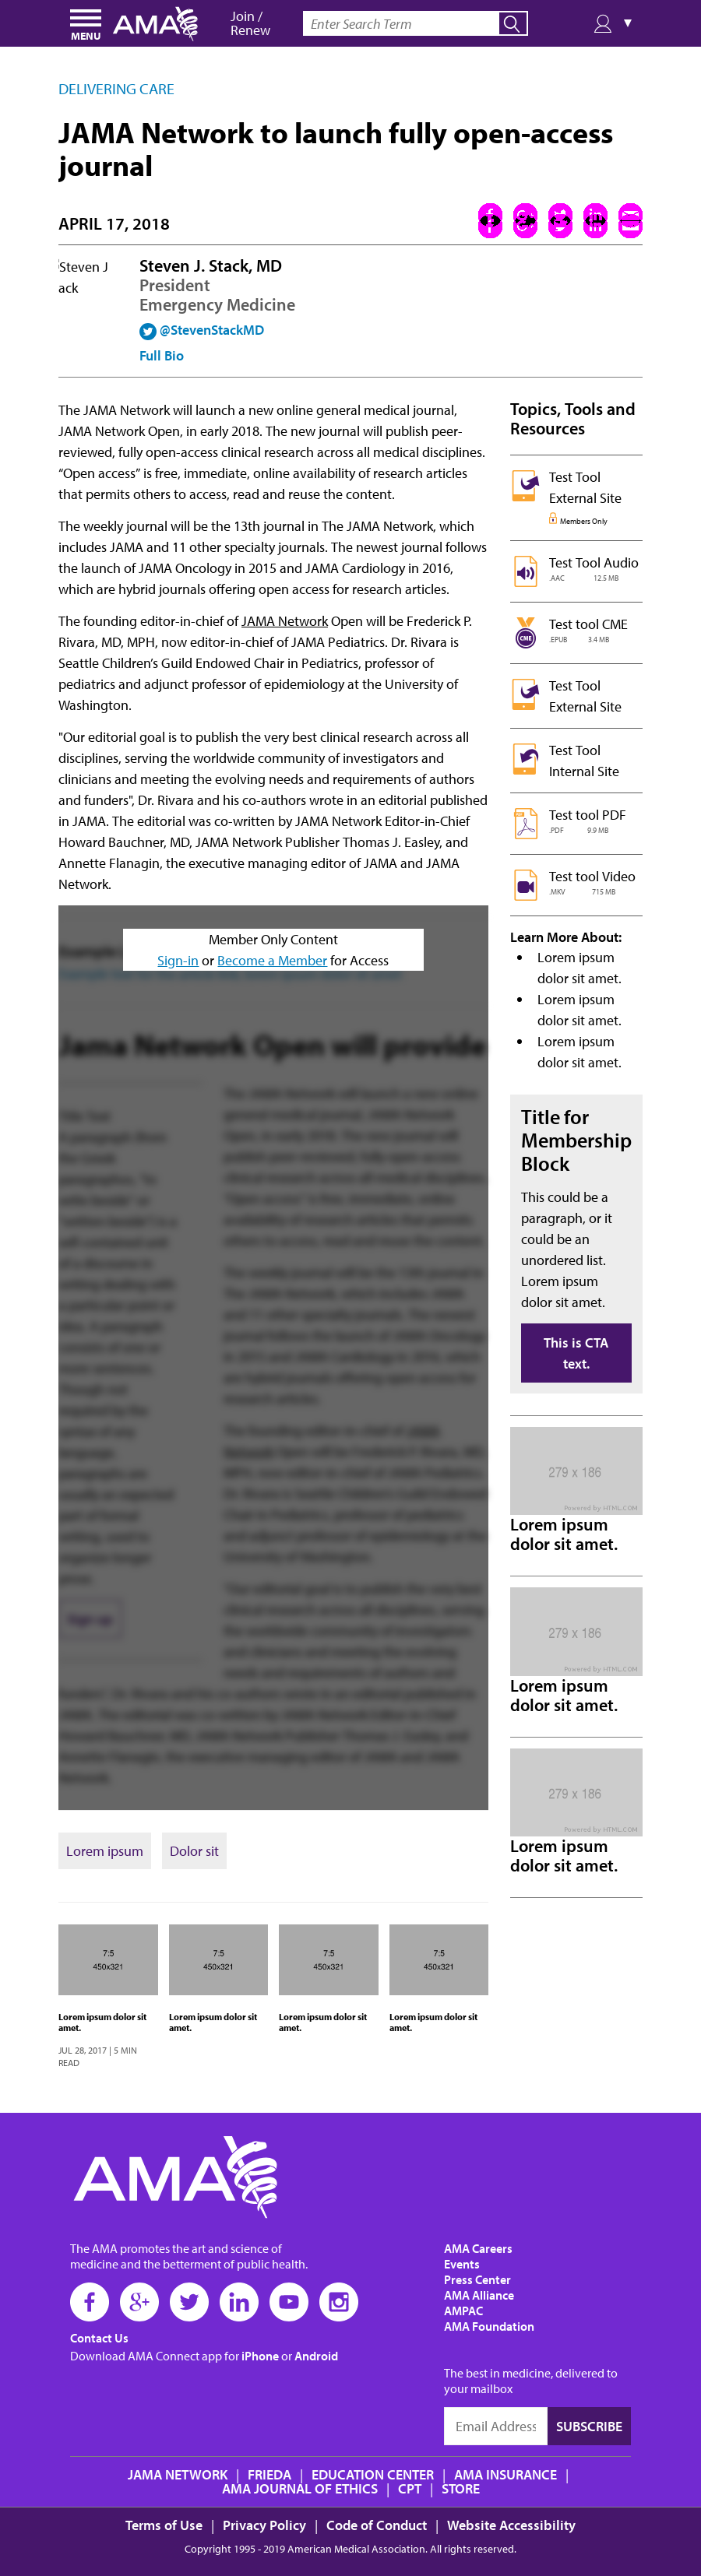 MENU
AMA
Join /
Renew
Enter Search Term
▼
DELIVERING CARE
JAMA Network to launch fully open-access
journal
APRIL 17, 2018
Steven J
ack
Steven J. Stack, MD
President
Emergency Medicine
@StevenStackMD
Full Bio
The JAMA Network will launch a new online general medical journal,
JAMA Network Open, in early 2018. The new journal will publish peer-
reviewed, fully open-access clinical research across all medical disciplines.
“Open access” is free, immediate, online availability of research articles
that permits others to access, read and reuse the content.
The weekly journal will be the 13th journal in The JAMA Network, which
includes JAMA and 11 other specialty journals. The newest journal follows
the launch of JAMA Oncology in 2015 and JAMA Cardiology in 2016,
which are hybrid journals offering open access for research articles.
The founding editor-in-chief of JAMA Network Open will be Frederick P.
Rivara, MD, MPH, now editor-in-chief of JAMA Pediatrics. Dr. Rivara is
Seattle Children’s Guild Endowed Chair in Pediatrics, professor of
pediatrics and adjunct professor of epidemiology at the University of
Washington.
"Our editorial goal is to publish the very best clinical research across all
disciplines, serving the worldwide community of investigators and
clinicians and meeting the evolving needs and requirements of authors
and funders", Dr. Rivara and his co-authors wrote in an editorial published
in JAMA. The editorial was co-written by JAMA Network Editor-in-Chief
Howard Bauchner, MD, JAMA Network Publisher Thomas J. Easley, and
Annette Flanagin, the executive managing editor of JAMA and JAMA
Network.
Member Only Content
Sign-in or Become a Member for Access
Jama Network Open will provide
Lorem ipsum
Dolor sit
7:5
450x321
7:5
450x321
7:5
450x321
7:5
450x321
Lorem ipsum dolor sit
amet.
JUL 28, 2017 | 5 MIN
READ
Lorem ipsum dolor sit
amet.
Lorem ipsum dolor sit
amet.
Lorem ipsum dolor sit
amet.
Topics, Tools and
Resources
Test Tool
External Site
Members Only
Test Tool Audio
.AAC 12.5 MB
CME
Test tool CME
.EPUB 3.4 MB
Test Tool
External Site
Test Tool
Internal Site
Test tool PDF
.PDF 9.9 MB
Test tool Video
.MKV 715 MB
Learn More About:
Lorem ipsum
dolor sit amet.
Lorem ipsum
dolor sit amet.
Lorem ipsum
dolor sit amet.
Title for
Membership
Block
This could be a
paragraph, or it
could be an
unordered list.
Lorem ipsum
dolor sit amet.
This is CTA
text.
279 x 186
Powered by HTML.COM
Lorem ipsum
dolor sit amet.
279 x 186
Powered by HTML.COM
Lorem ipsum
dolor sit amet.
279 x 186
Powered by HTML.COM
Lorem ipsum
dolor sit amet.
AMA
The AMA promotes the art and science of
medicine and the betterment of public health.
Contact Us
Download AMA Connect app for iPhone or Android
AMA Careers
Events
Press Center
AMA Alliance
AMPAC
AMA Foundation
The best in medicine, delivered to
your mailbox
Email Address
SUBSCRIBE
JAMA NETWORK | FRIEDA | EDUCATION CENTER | AMA INSURANCE |
AMA JOURNAL OF ETHICS | CPT | STORE
Terms of Use | Privacy Policy | Code of Conduct | Website Accessibility
Copyright 1995 - 2019 American Medical Association. All rights reserved.